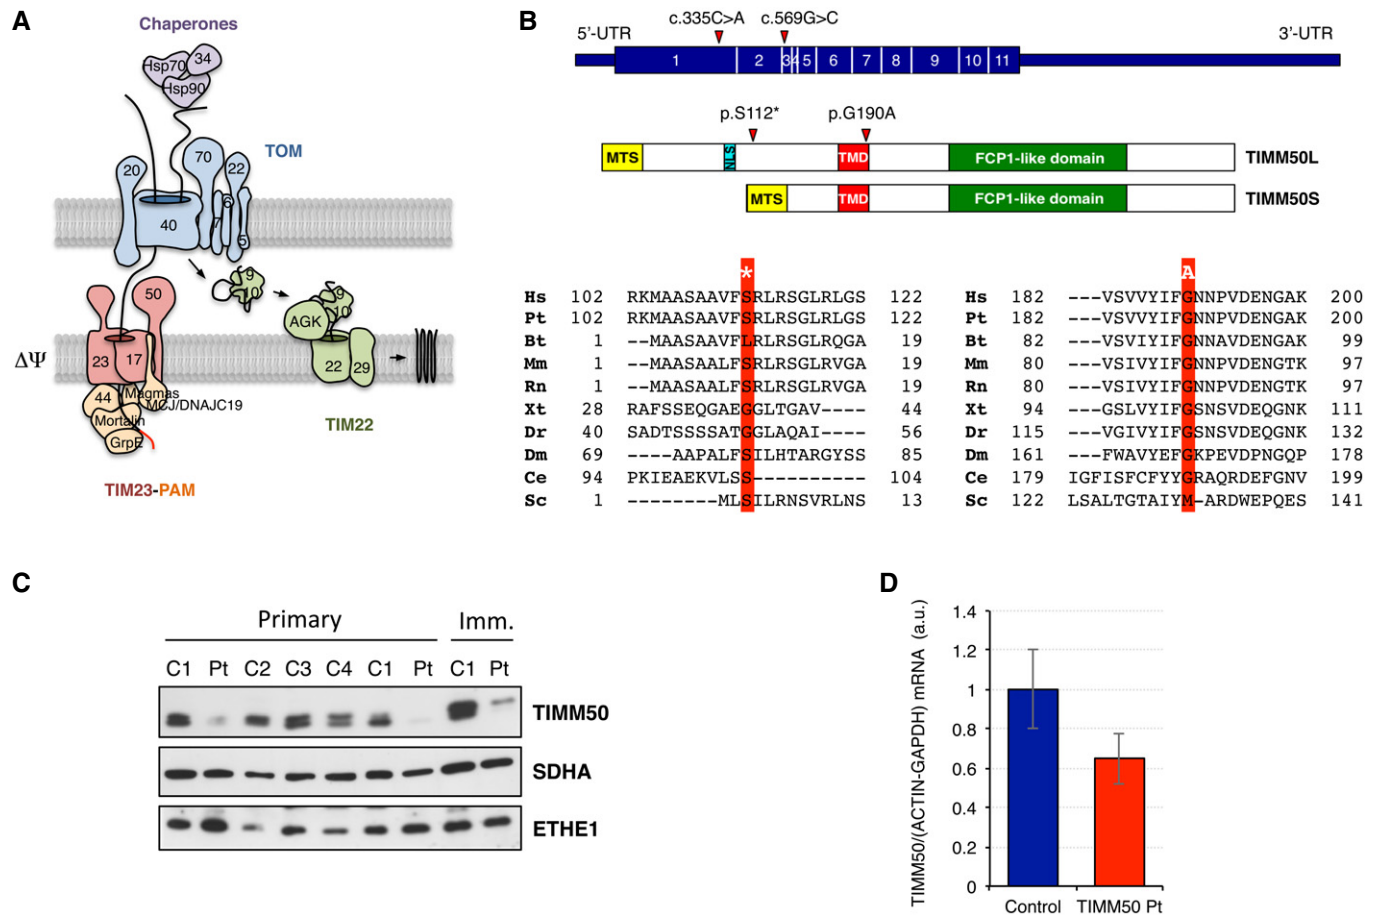 A
Chaperones
Hsp70
34
Hsp90
TOM
20
70
22
40
7
6
5
9
10
50
AGK
9
10
ΔΨ
23
17
22
29
44
Magmas
MCJ/DNAJC19
Mortalin
GrpE
TIM22
TIM23-PAM
B
c.335C>A c.569G>C
5'-UTR 3'-UTR
1 2 3 4 5 6 7 8 9 10 11
p.S112* p.G190A
MTS NLS TMD FCP1-like domain TIMM50L
MTS TMD FCP1-like domain TIMM50S
* A
Hs 102 RKMAASAAVFSRLRSGLRLGS 122 Hs 182 ---VSVVYIFGNNPVDENGAK 200
Pt 102 RKMAASAAVFSRLRSGLRLGS 122 Pt 182 ---VSVVYIFGNNPVDENGAK 200
Bt 1 --MAASAAVFLRLRSGLRQGA 19 Bt 82 ---VSVIYIFGNNAVDENGAK 99
Mm 1 --MAASAALFSRLRSGLRVGA 19 Mm 80 ---VSIVYIFGNNPVDENGTK 97
Rn 1 --MAASALLFSRLRSGLRVGA 19 Rn 80 ---VSIVYIFGNNPVDENGTK 97
Xt 28 RAFSSEQGAEGGLTGAV---- 44 Xt 94 ---GSLVYIFGSNSVDEQGNK 111
Dr 40 SADTSSSSATGGLAQAI---- 56 Dr 115 ---VGIVYIFGSNSVDEQGNK 132
Dm 69 ----AAPALFSILHTARGYSS 85 Dm 161 ---FWAVYEFGKPEVDPNGQP 178
Ce 94 PKIEAEKVLSS---------- 104 Ce 179 IGFISFCFYYGRAQRDEFGNV 199
Sc 1 --------MLSILRNSVRLNS 13 Sc 122 LSALTGTAIYM-ARDWEPQES 141
C
Primary Imm.
C1 Pt C2 C3 C4 C1 Pt C1 Pt
TIMM50
SDHA
ETHE1
D
TIMM50/(ACTIN-GAPDH) mRNA (a.u.)
1.4
1.2
1
0.8
0.6
0.4
0.2
0
Control TIMM50 Pt